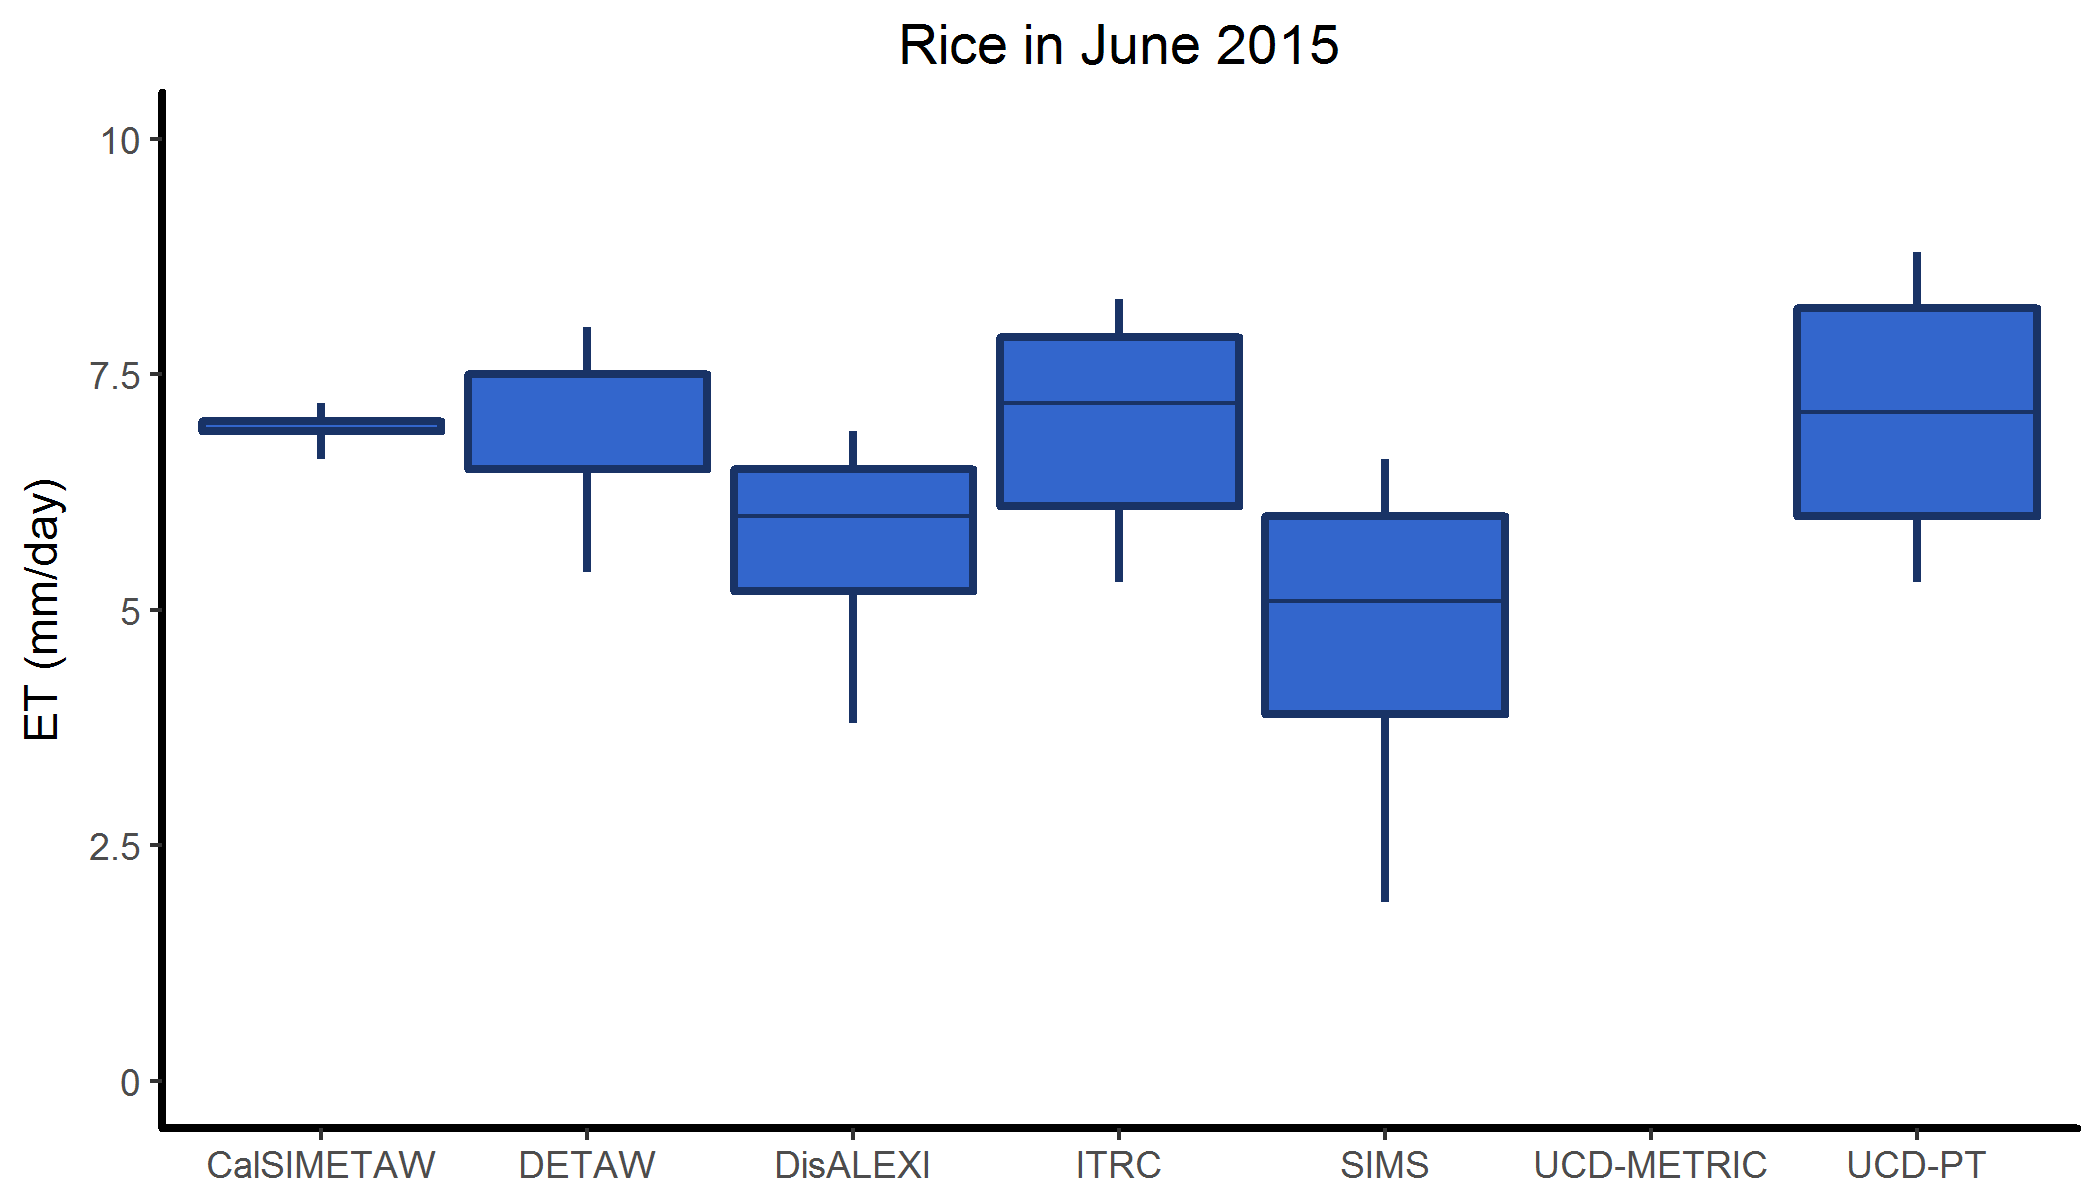 Rice in June 2015
ET (mm/day)
10
7.5
5
2.5
0
CalSIMETAW DETAW DisALEXI ITRC SIMS UCD-METRIC UCD-PT